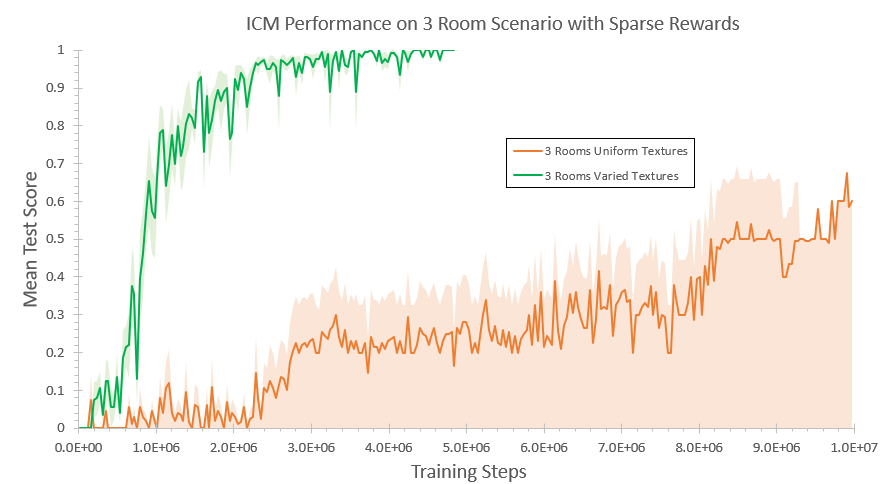 ICM Performance on 3 Room Scenario with Sparse Rewards
Mean Test Score
1
0.9
0.8
0.7
0.6
0.5
0.4
0.3
0.2
0.1
0
3 Rooms Uniform Textures
3 Rooms Varied Textures
0.0E+00 1.0E+06 2.0E+06 3.0E+06 4.0E+06 5.0E+06 6.0E+06 7.0E+06 8.0E+06 9.0E+06 1.0E+07
Training Steps